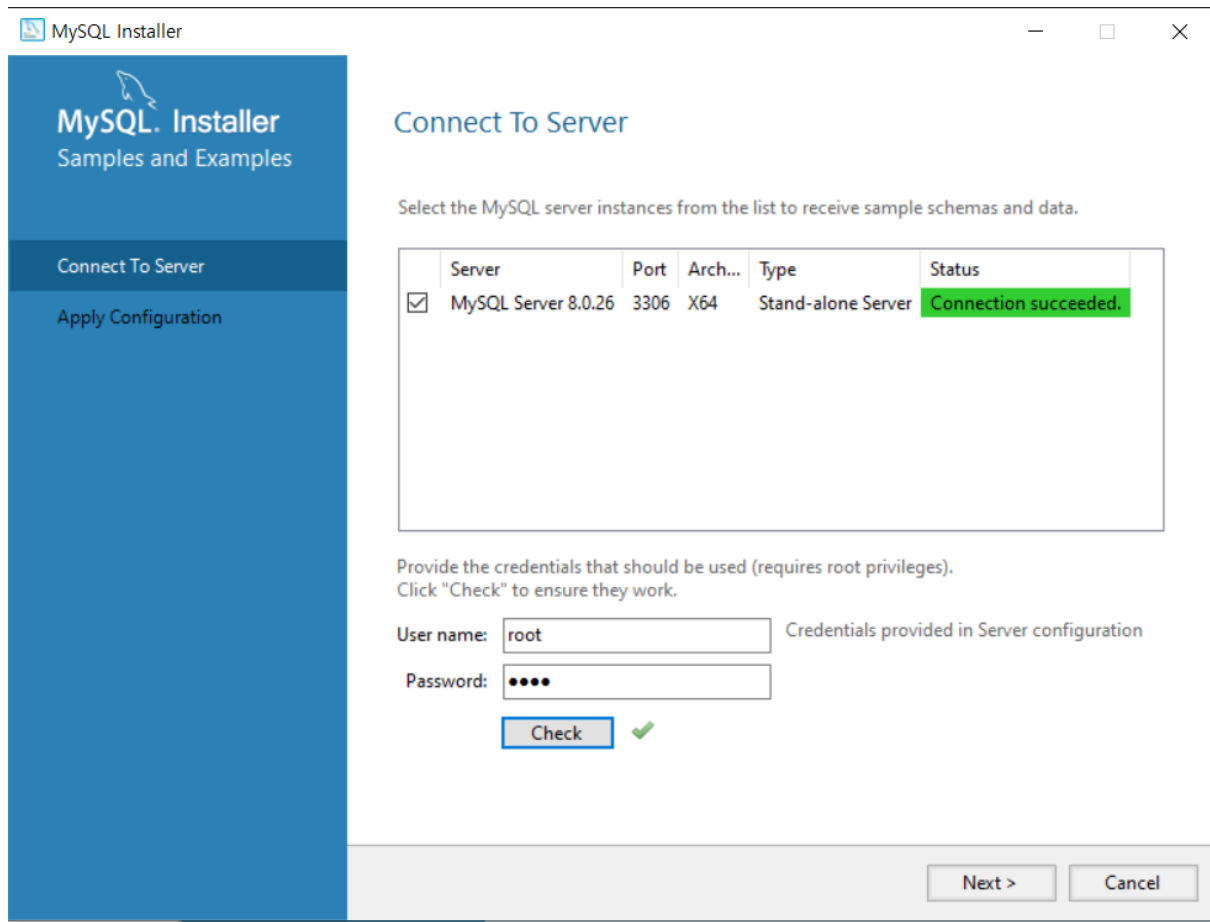 MySQL Installer
MySQL. Installer
Samples and Examples
Connect To Server
Apply Configuration
Connect To Server
Select the MySQL server instances from the list to receive sample schemas and data.
Server Port Arch... Type Status
MySQL Server 8.0.26 3306 X64 Stand-alone Server Connection succeeded.
Provide the credentials that should be used (requires root privileges).
Click "Check" to ensure they work.
User name: root Credentials provided in Server configuration
Password: ●●●●
Check
Next > Cancel